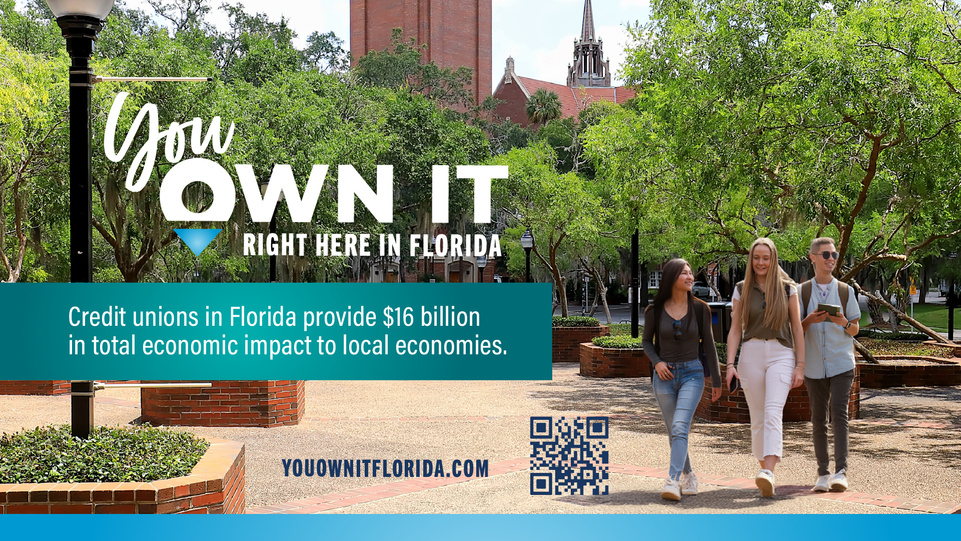 You
OWN IT
RIGHT HERE IN FLORIDA
Credit unions in Florida provide $16 billion
in total economic impact to local economies.
YOUOWNITFLORIDA.COM